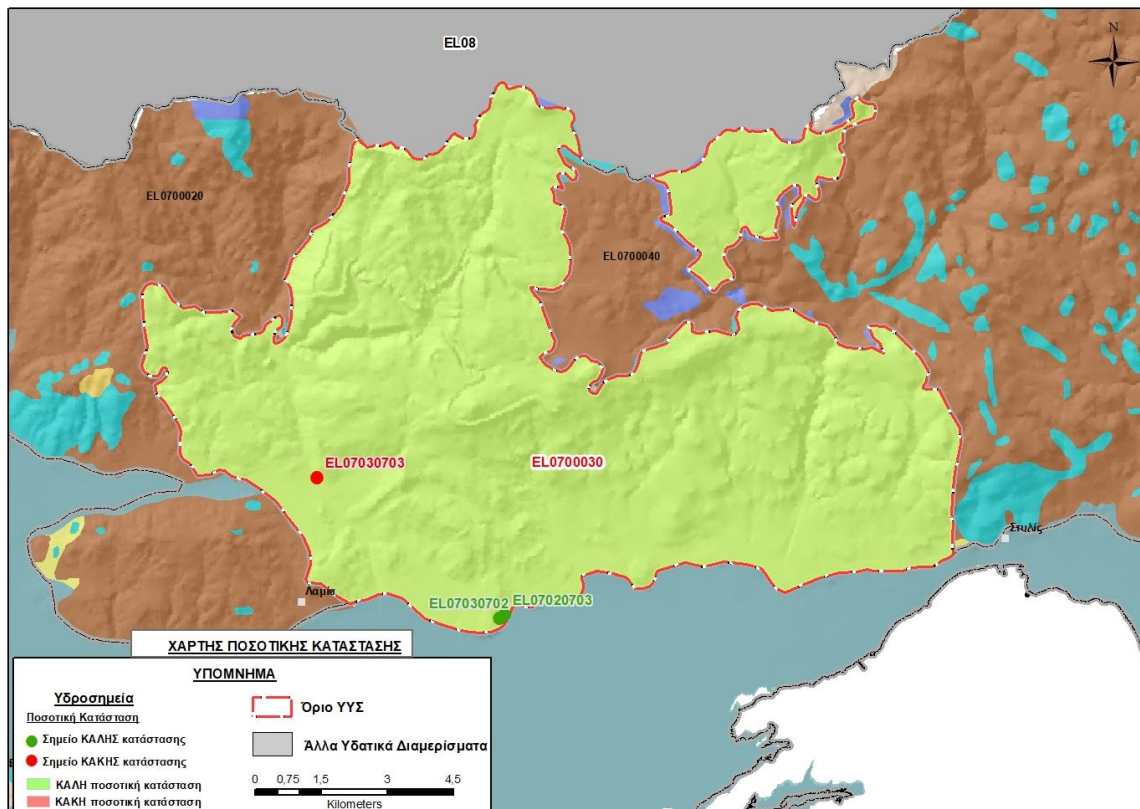 EL08
N
EL0700020
EL0700040
EL07030703
EL0700030
Στυλίς
Λαμία
EL07030702
EL07020703
ΧΑΡΤΗΣ ΠΟΣΟΤΙΚΗΣ ΚΑΤΑΣΤΑΣΗΣ
ΥΠΟΜΝΗΜΑ
Υδροσημεία
Ποσοτική Κατάσταση
Σημείο ΚΑΛΗΣ κατάστασης
Σημείο ΚΑΚΗΣ κατάστασης
ΚΑΛΗ ποσοτική κατάσταση
ΚΑΚΗ ποσοτική κατάσταση
Όριο ΥΥΣ
Άλλα Υδατικά Διαμερίσματα
0 0,75 1,5 3 4,5
Kilometers